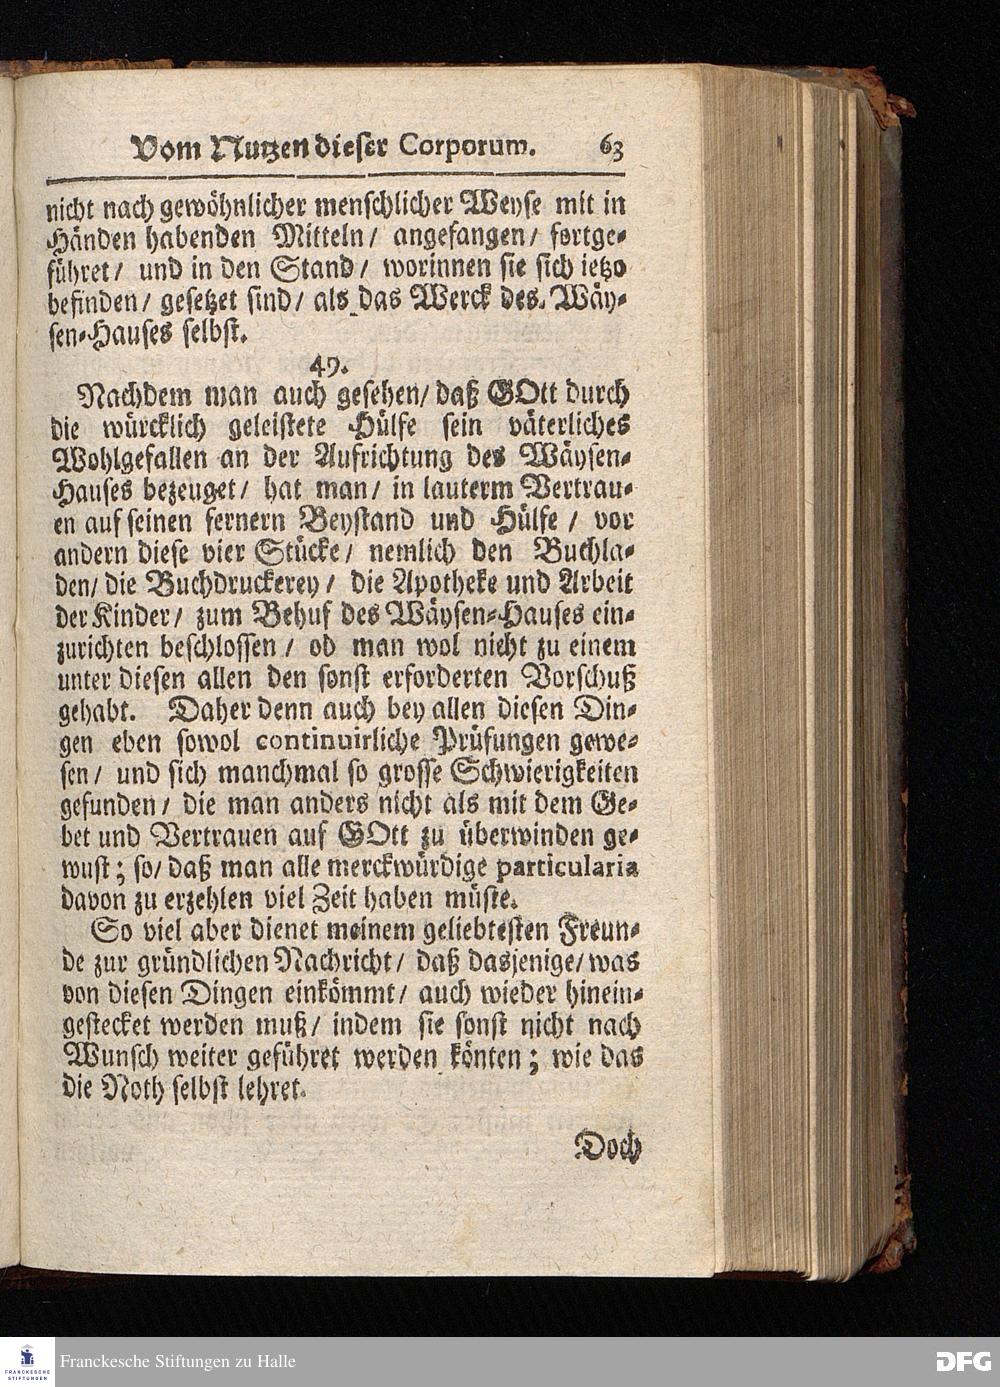 Vom Nutzen dieser Corporum. 63
nicht nach gewöhnlicher menschlicher Weyse mit in
Händen habenden Mitteln/ angefangen/ fortge-
führet/ und in den Stand/ worinnen sie sich ietzo
befinden/ gesetzet sind/ als das Werck des Wäy-
sen-Hauses selbst.
49.
Nachdem man auch gesehen/ daß GOtt durch
die würcklich geleistete Hülfe sein väterliches
Wohlgefallen an der Aufrichtung des Wäysen-
Hauses bezeuget/ hat man/ in lauterm Vertrau-
en auf seinen fernern Beystand und Hülfe / vor
andern diese vier Stücke/ nemlich den Buchla-
den/ die Buchdruckerey/ die Apotheke und Arbeit
der Kinder/ zum Behuf des Wäysen-Hauses ein-
zurichten beschlossen / ob man wol nicht zu einem
unter diesen allen den sonst erforderten Vorschuß
gehabt. Daher denn auch bey allen diesen Din-
gen eben sowol continuirliche Prüfungen gewe-
sen/ und sich manchmal so grosse Schwierigkeiten
gefunden/ die man anders nicht als mit dem Ge-
bet und Vertrauen auf GOtt zu überwinden ge-
wust; so/ daß man alle merckwürdige particularia
davon zu erzehlen viel Zeit haben müste.
So viel aber dienet meinem geliebtesten Freun-
de zur gründlichen Nachricht/ daß dasjenige/ was
von diesen Dingen einkömmt/ auch wieder hinein-
gestecket werden muß/ indem sie sonst nicht nach
Wunsch weiter geführet werden könten; wie das
die Noth selbst lehret.
Doch
FRANCKESCHE
STIFTUNGEN
Franckesche Stiftungen zu Halle
DFG